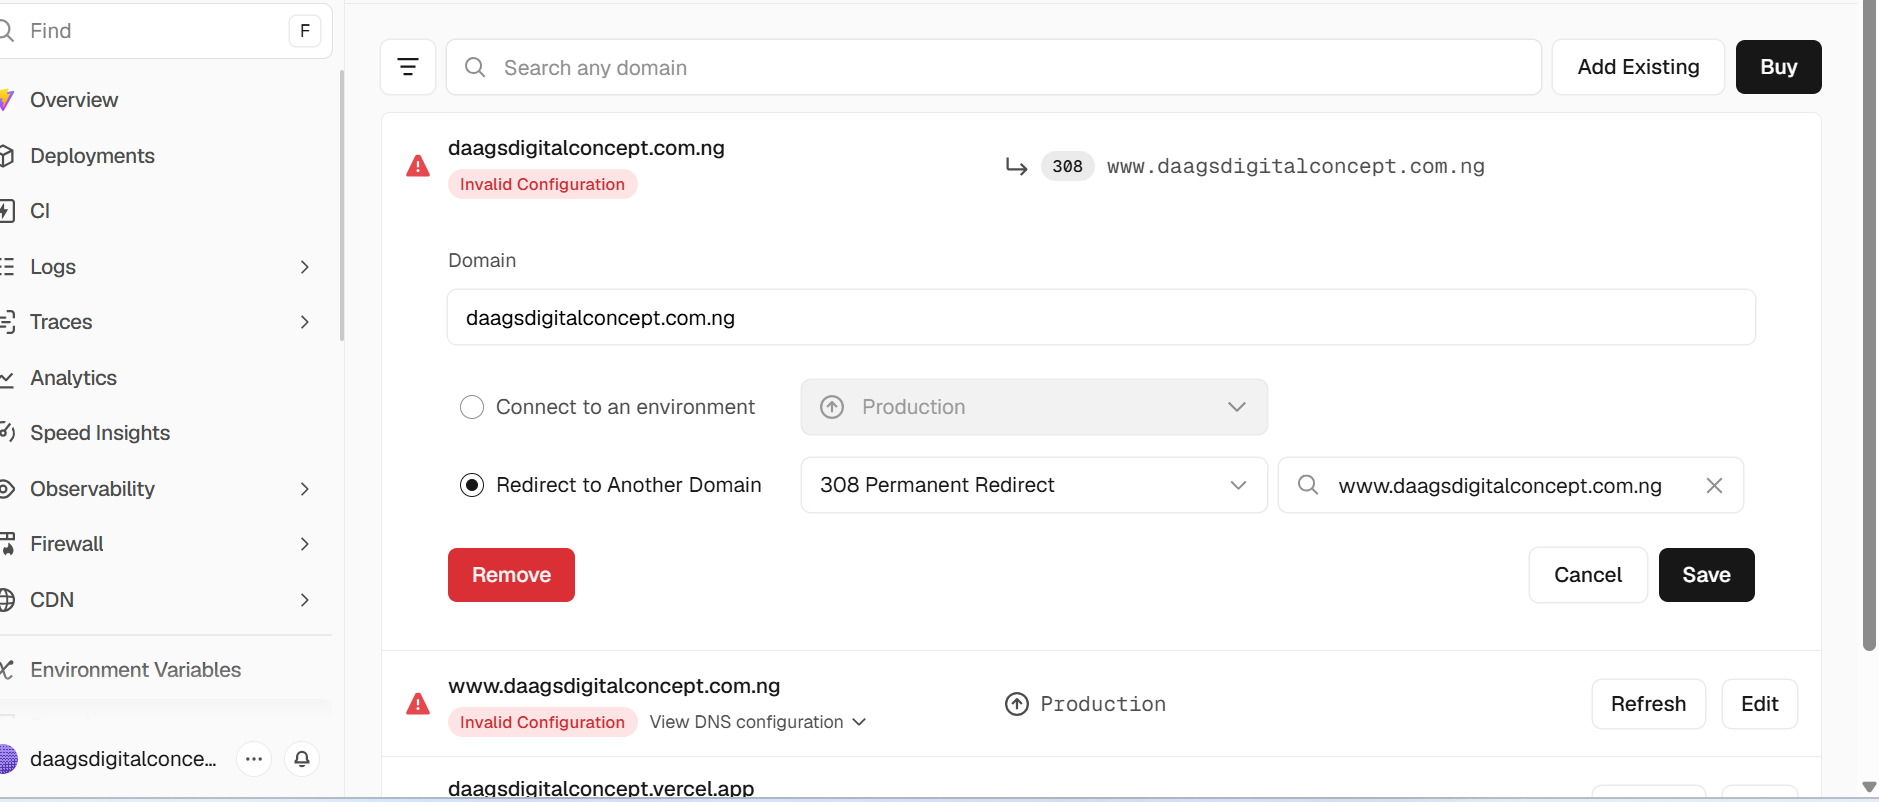 Find
F
Overview
Deployments
CI
Logs
Traces
Analytics
Speed Insights
Observability
Firewall
CDN
Environment Variables
daagsdigitalconce...
Search any domain
Add Existing
Buy
daagsdigitalconcept.com.ng
Invalid Configuration
308 www.daagsdigitalconcept.com.ng
Domain
daagsdigitalconcept.com.ng
Connect to an environment
Production
Redirect to Another Domain
308 Permanent Redirect
www.daagsdigitalconcept.com.ng
Remove
Cancel
Save
www.daagsdigitalconcept.com.ng
Invalid Configuration
View DNS configuration
Production
Refresh
Edit
daagsdigitalconcept.vercel.app